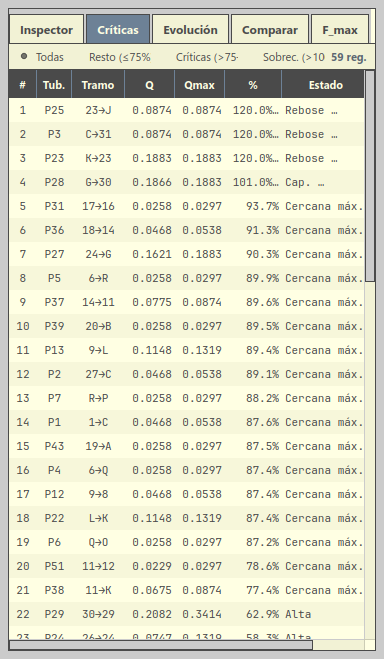 Inspector Críticas Evolución Comparar F_max
Todas Resto (≤75% Críticas (>75 Sobrec. (>10 59 reg.
# Tub. Tramo Q Qmax % Estado
1 P25 23→J 0.0874 0.0874 120.0%… Rebose …
2 P3 C→31 0.0874 0.0874 120.0%… Rebose …
3 P23 K→23 0.1883 0.1883 120.0%… Rebose …
4 P28 G→30 0.1866 0.1883 101.0%… Cap. …
5 P31 17→16 0.0258 0.0297 93.7% Cercana máx.
6 P36 18→14 0.0468 0.0538 91.3% Cercana máx.
7 P27 24→G 0.1621 0.1883 90.3% Cercana máx.
8 P5 6→R 0.0258 0.0297 89.9% Cercana máx.
9 P37 14→11 0.0775 0.0874 89.6% Cercana máx.
10 P39 20→B 0.0258 0.0297 89.5% Cercana máx.
11 P13 9→L 0.1148 0.1319 89.4% Cercana máx.
12 P2 27→C 0.0468 0.0538 89.1% Cercana máx.
13 P7 R→P 0.0258 0.0297 88.2% Cercana máx.
14 P1 1→C 0.0468 0.0538 87.6% Cercana máx.
15 P43 19→A 0.0258 0.0297 87.5% Cercana máx.
16 P4 6→Q 0.0258 0.0297 87.4% Cercana máx.
17 P12 9→8 0.0468 0.0538 87.4% Cercana máx.
18 P22 L→K 0.1148 0.1319 87.4% Cercana máx.
19 P6 Q→O 0.0258 0.0297 87.2% Cercana máx.
20 P51 11→12 0.0229 0.0297 78.6% Cercana máx.
21 P38 11→K 0.0675 0.0874 77.4% Cercana máx.
22 P29 30→29 0.2082 0.3414 62.9% Alta
23 P24 26→24 0.0747 0.1319 58.3% Alta